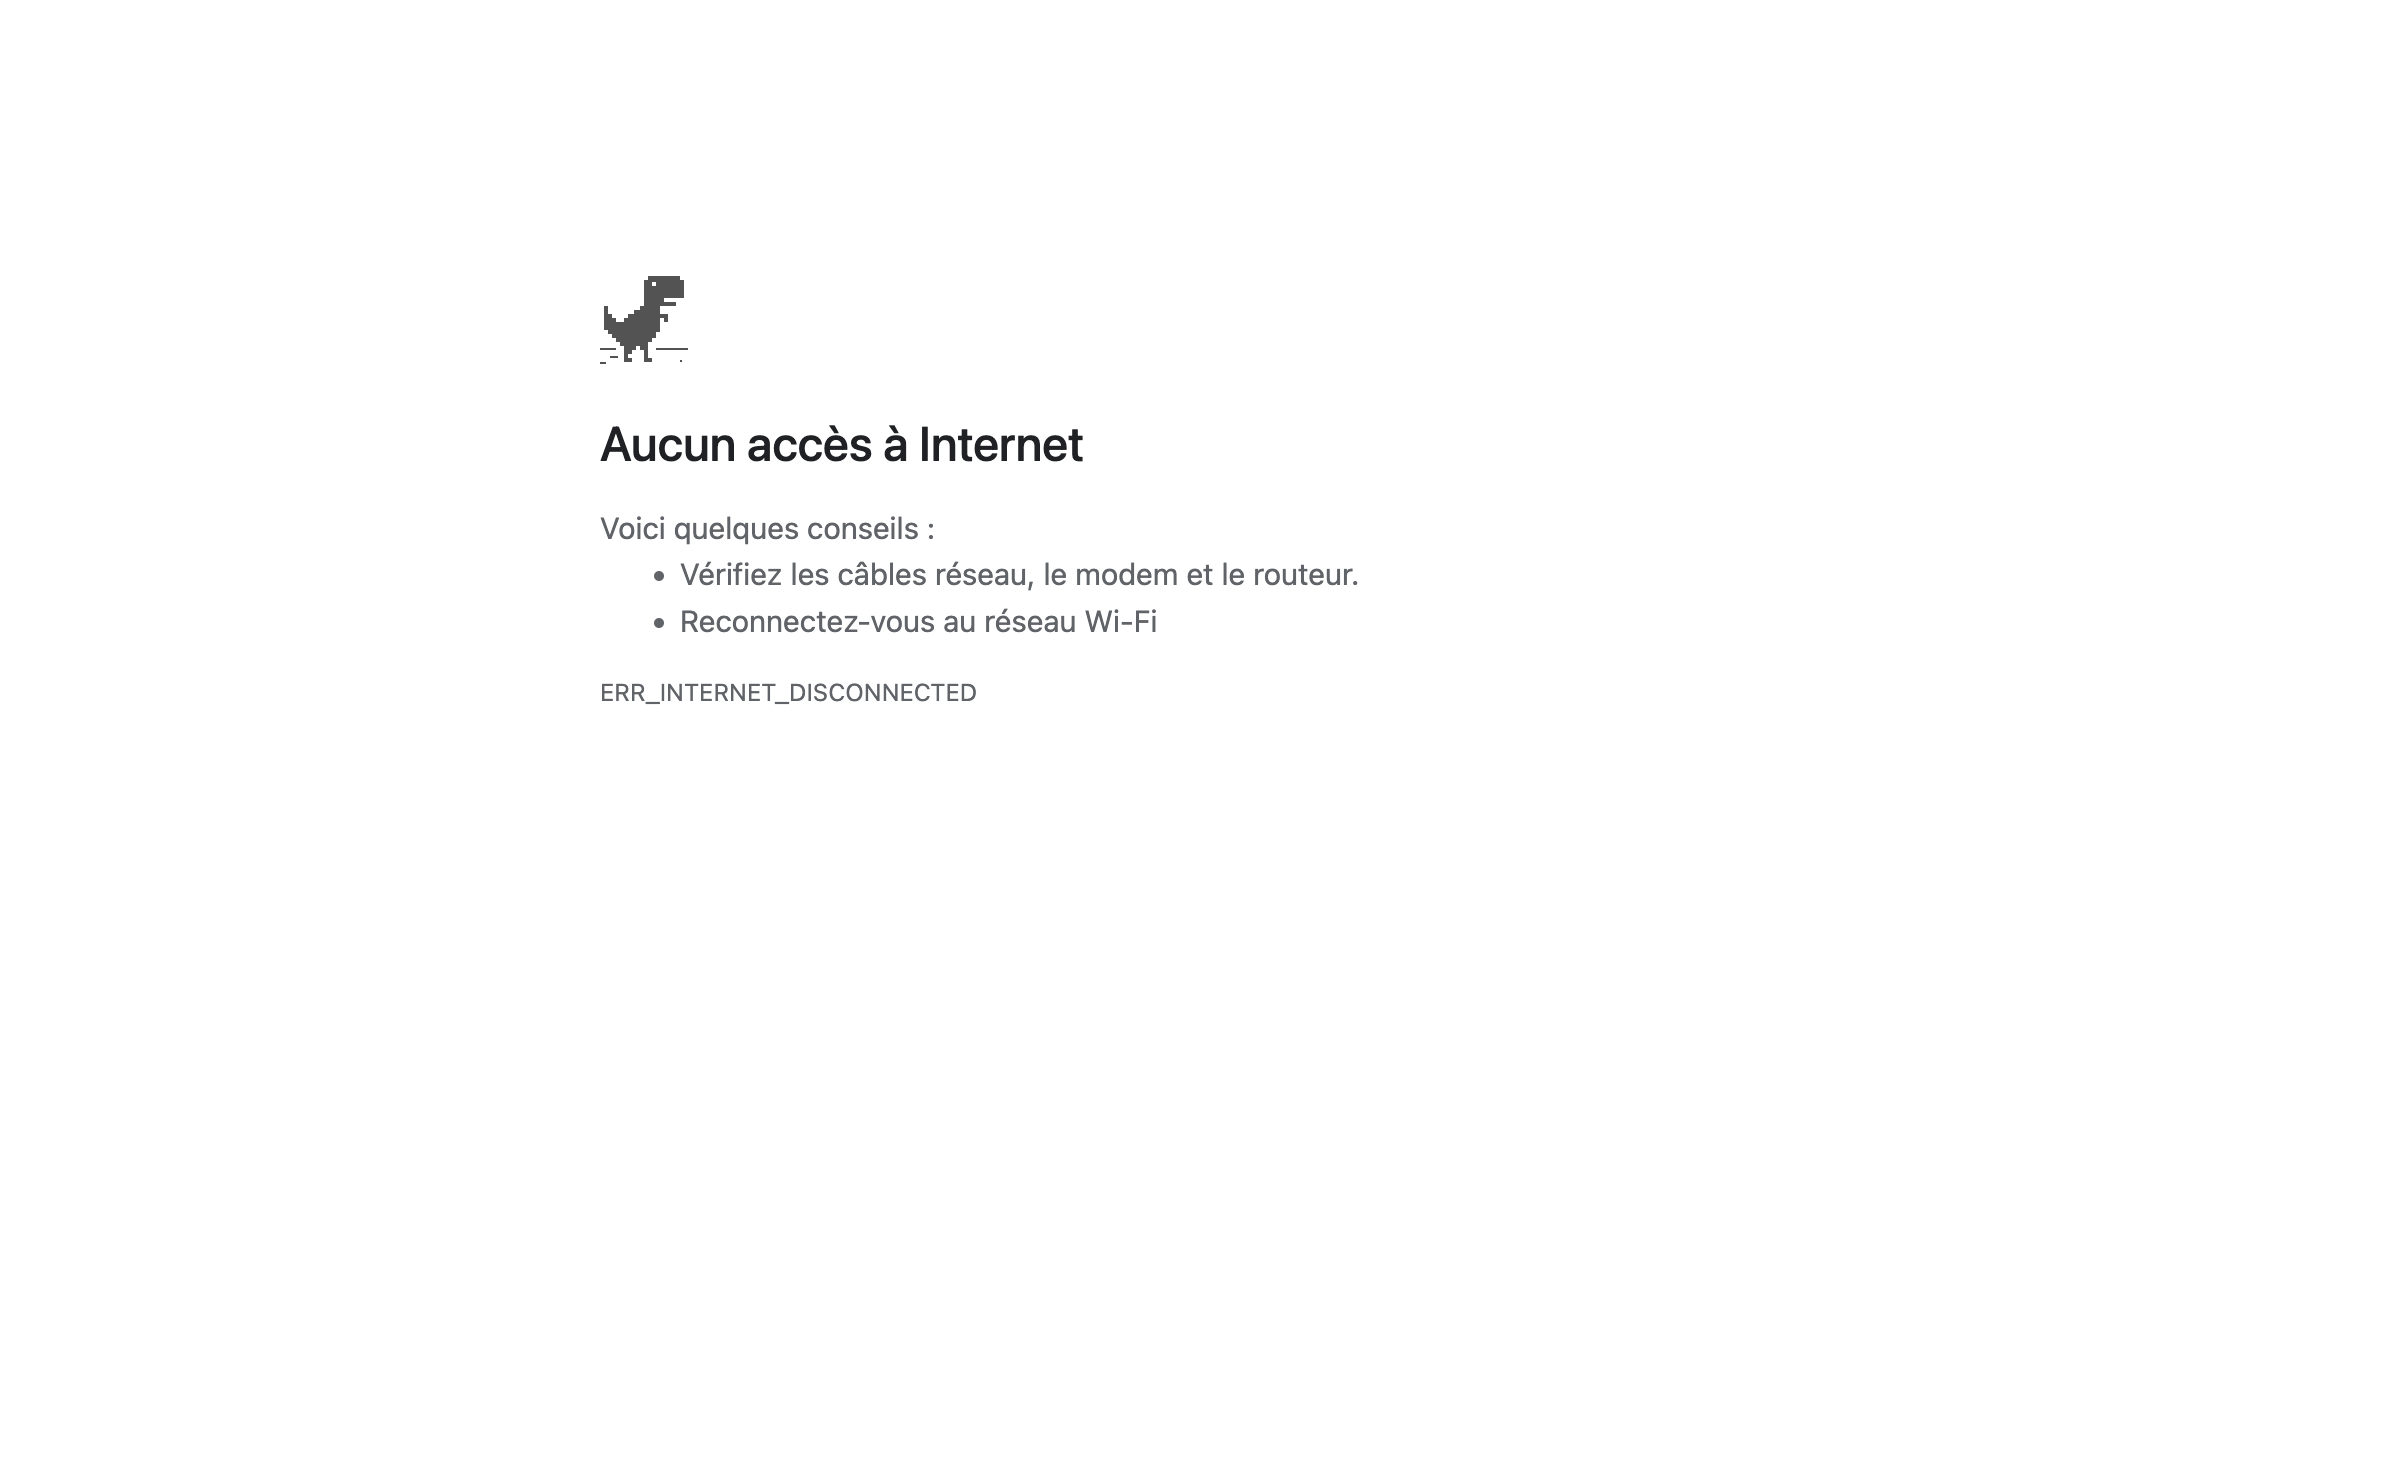 Aucun accès à Internet
Voici quelques conseils :
• Vérifiez les câbles réseau, le modem et le routeur.
• Reconnectez-vous au réseau Wi-Fi
ERR_INTERNET_DISCONNECTED